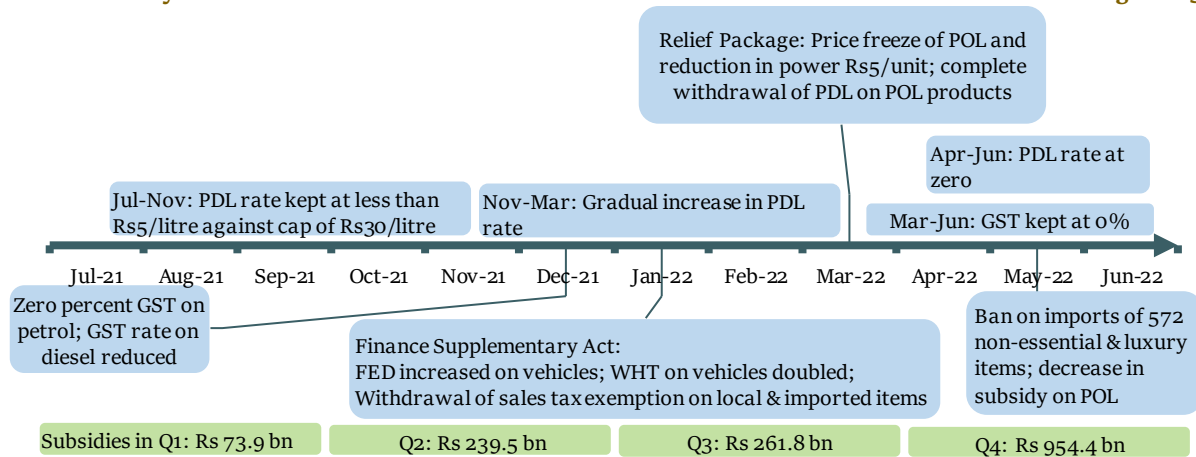 Relief Package: Price freeze of POL and
reduction in power Rs5/unit; complete
withdrawal of PDL on POL products
Apr-Jun: PDL rate at
zero
Jul-Nov: PDL rate kept at less than
Rs5/litre against cap of Rs30/litre
Nov-Mar: Gradual increase in PDL
rate
Mar-Jun: GST kept at 0%
Jul-21 Aug-21 Sep-21 Oct-21 Nov-21 Dec-21 Jan-22 Feb-22 Mar-22 Apr-22 May-22 Jun-22
Zero percent GST on
petrol; GST rate on
diesel reduced
Finance Supplementary Act:
FED increased on vehicles; WHT on vehicles doubled;
Withdrawal of sales tax exemption on local & imported items
Ban on imports of 572
non-essential & luxury
items; decrease in
subsidy on POL
Subsidies in Q1: Rs 73.9 bn
Q2: Rs 239.5 bn
Q3: Rs 261.8 bn
Q4: Rs 954.4 bn